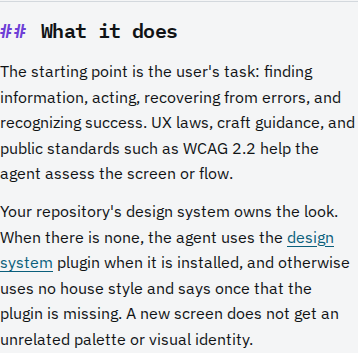 ## What it does
The starting point is the user's task: finding
information, acting, recovering from errors, and
recognizing success. UX laws, craft guidance, and
public standards such as WCAG 2.2 help the
agent assess the screen or flow.
Your repository's design system owns the look.
When there is none, the agent uses the design
system plugin when it is installed, and otherwise
uses no house style and says once that the
plugin is missing. A new screen does not get an
unrelated palette or visual identity.